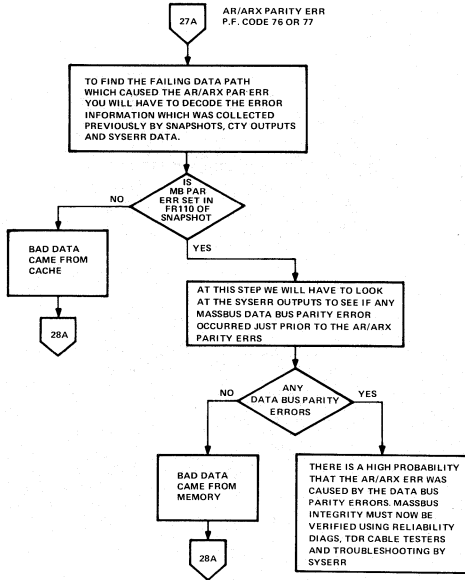 27A
AR/ARX PARITY ERR
P.F. CODE 76 OR 77
TO FIND THE FAILING DATA PATH
WHICH CAUSED THE AR/ARX PAR ERR
YOU WILL HAVE TO DECODE THE ERROR
INFORMATION WHICH WAS COLLECTED
PREVIOUSLY BY SNAPSHOTS, CTY OUTPUTS
AND SYSERR DATA.
IS
MB PAR
ERR SET IN
FR110 OF
SNAPSHOT
NO
YES
BAD DATA
CAME FROM
CACHE
28A
AT THIS STEP WE WILL HAVE TO LOOK
AT THE SYSERR OUTPUTS TO SEE IF ANY
MASSBUS DATA BUS PARITY ERROR
OCCURRED JUST PRIOR TO THE AR/ARX
PARITY ERRS
ANY
DATA BUS PARITY
ERRORS
NO
YES
BAD DATA
CAME FROM
MEMORY
28A
THERE IS A HIGH PROBABILITY
THAT THE AR/ARX ERR WAS
CAUSED BY THE DATA BUS
PARITY ERRORS. MASSBUS
INTEGRITY MUST NOW BE
VERIFIED USING RELIABILITY
DIAGS, TDR CABLE TESTERS
AND TROUBLESHOOTING BY
SYSERR